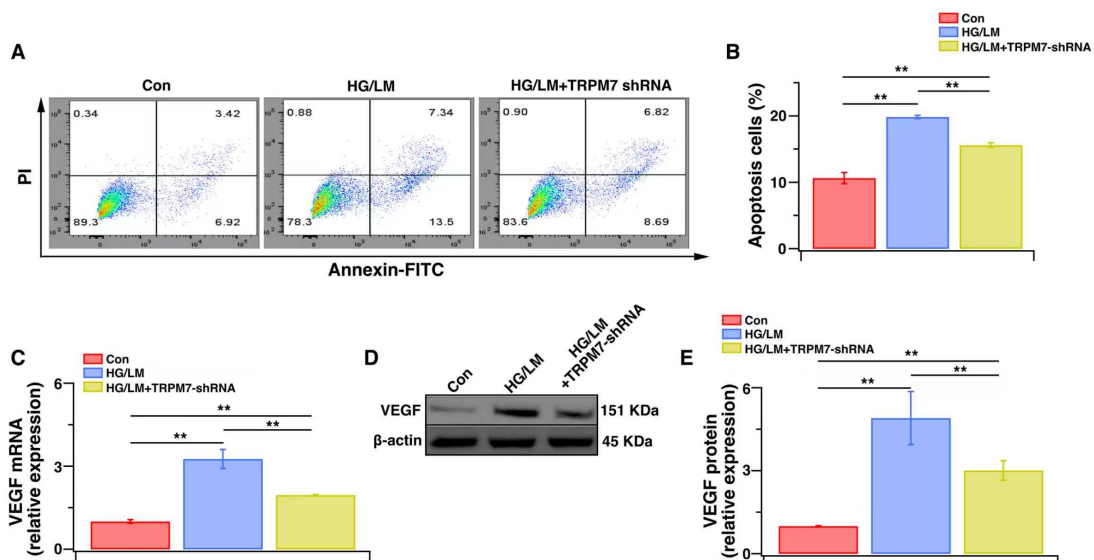 A
Con
HG/LM
HG/LM+TRPM7 shRNA
0.34
3.42
89.3
6.92
0.88
7.34
78.3
13.5
0.90
6.82
83.6
8.69
PI
Annexin-FITC
B
Con
HG/LM
HG/LM+TRPM7-shRNA
Apoptosis cells (%)
20
10
0
**
**
**
C
Con
HG/LM
HG/LM+TRPM7-shRNA
VEGF mRNA
(relative expression)
6
3
0
**
**
**
D
Con
HG/LM
HG/LM
+TRPM7-shRNA
VEGF
151 KDa
β-actin
45 KDa
E
Con
HG/LM
HG/LM+TRPM7-shRNA
VEGF protein
(relative expression)
6
3
0
**
**
**